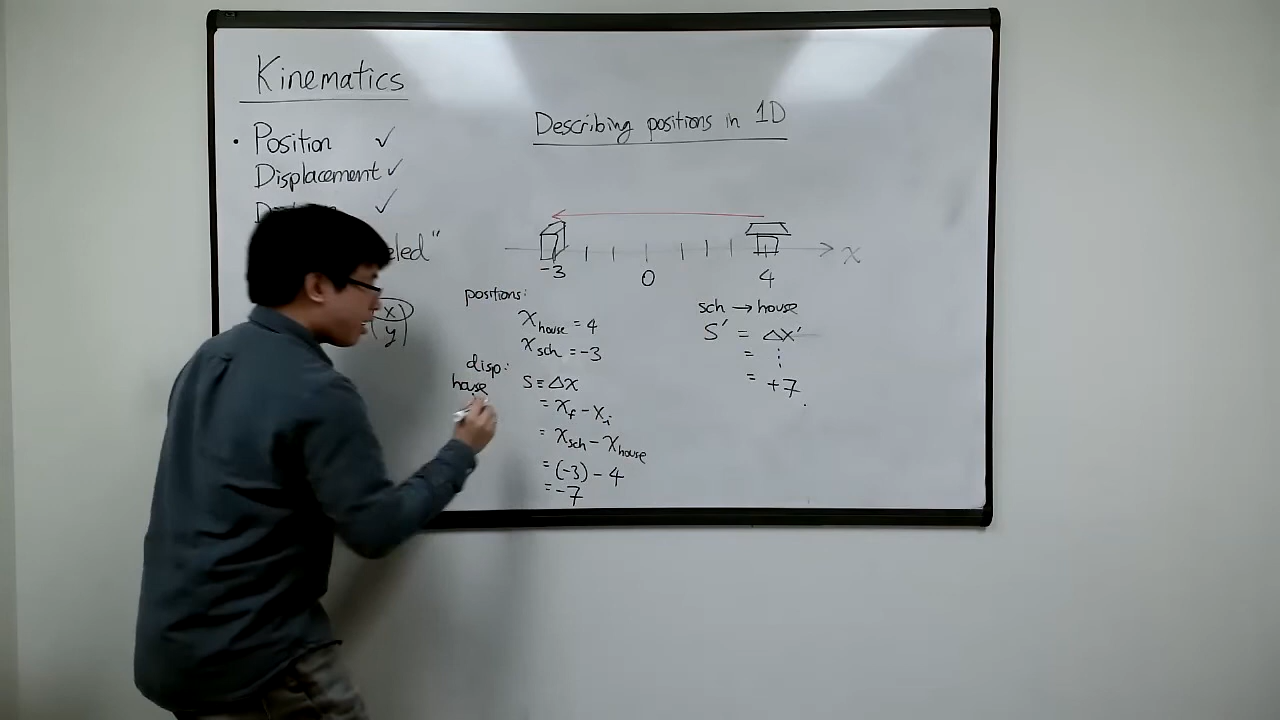 Kinematics
• Position ✓
Displacement ✓
✓
eled"
x
y
Describing positions in 1D
-3 0 4 x
positions:
x_house = 4
x_sch = -3
disp:
house
S ≡ Δx
= x_f - x_i
= x_sch - x_house
= (-3) - 4
= -7
sch → house
S' = Δx'
= ⋮
= +7